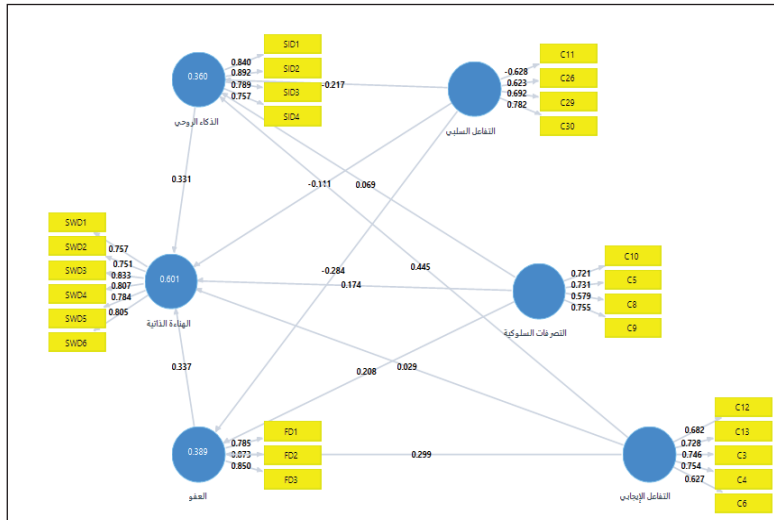 0.360
0.840
0.892
0.789
0.757
SID1
SID2
SID3
SID4
الذكاء الروحي
-0.217
التفاعل السلبي
-0.628
0.623
0.692
0.782
C11
C26
C29
C30
0.331
-0.111
0.069
SWD1
SWD2
SWD3
SWD4
SWD5
SWD6
0.757
0.751
0.833
0.807
0.784
0.805
0.601
الهناءة الذاتية
-0.284
0.174
0.445
التصرفات السلوكية
0.721
0.731
0.579
0.755
C10
C5
C8
C9
0.337
0.208
0.029
0.389
العفو
0.785
0.873
0.850
FD1
FD2
FD3
0.299
التفاعل الإيجابي
0.682
0.728
0.746
0.754
0.627
C12
C13
C3
C4
C6